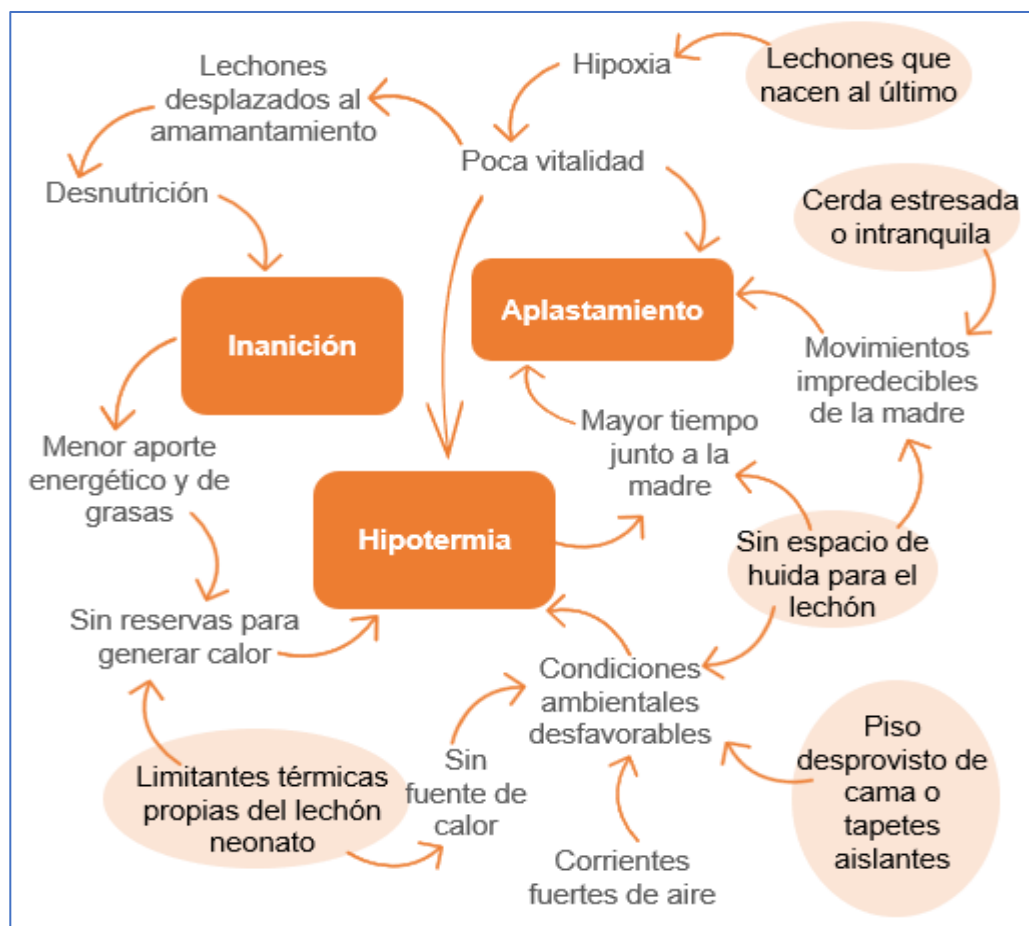 Lechones que
nacen al último
Hipoxia
Lechones
desplazados al
amamantamiento
Poca vitalidad
Desnutrición
Cerda estresada
o intranquila
Inanición
Aplastamiento
Movimientos
impredecibles
de la madre
Mayor tiempo
junto a la
madre
Menor aporte
energético y de
grasas
Hipotermia
Sin espacio de
huida para el
lechón
Sin reservas para
generar calor
Condiciones
ambientales
desfavorables
Piso
desprovisto de
cama o
tapetes
aislantes
Limitantes térmicas
propias del lechón
neonato
Sin
fuente de
calor
Corrientes
fuertes de aire